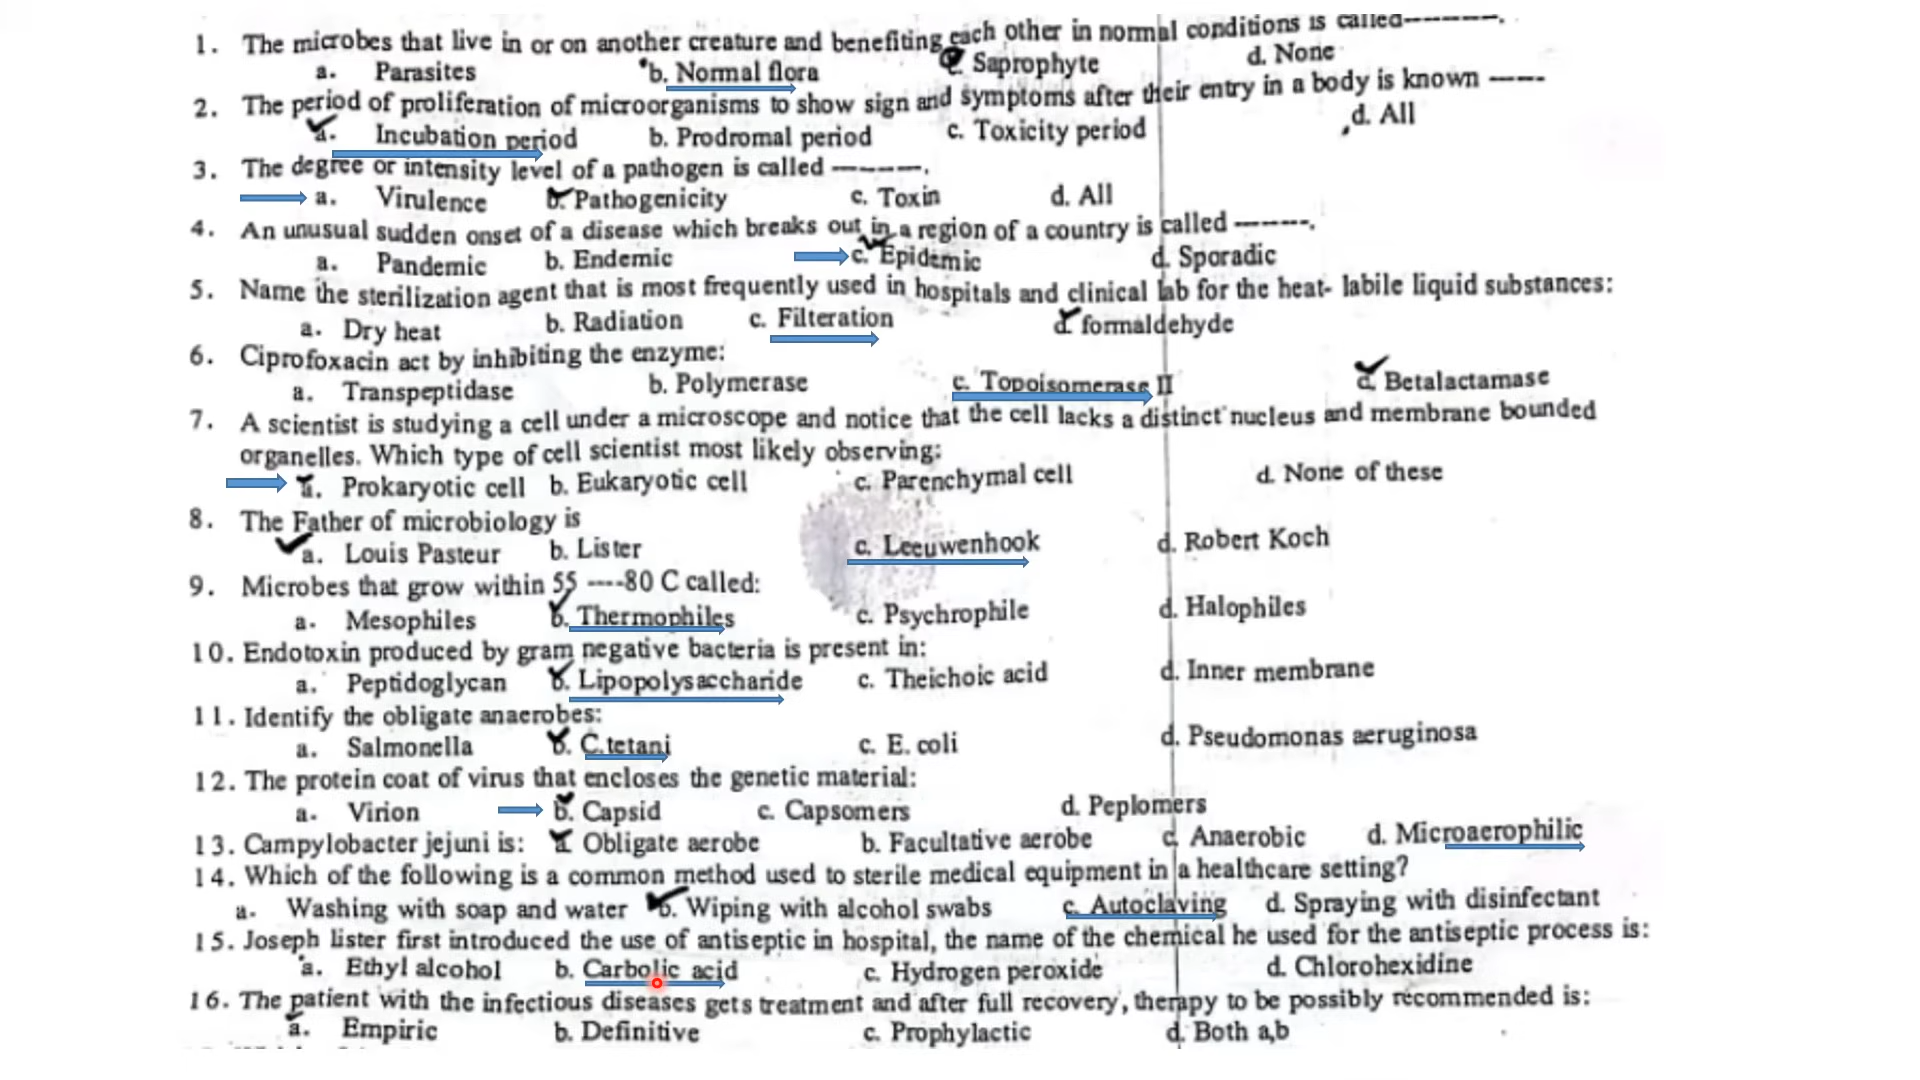 1. The microbes that live in or on another creature and benefiting each other in normal conditions is called--------.
a. Parasites b. Normal flora c. Saprophyte d. None
2. The period of proliferation of microorganisms to show sign and symptoms after their entry in a body is known -----
a. Incubation period b. Prodromal period c. Toxicity period d. All
3. The degree or intensity level of a pathogen is called -------.
a. Virulence b. Pathogenicity c. Toxin d. All
4. An unusual sudden onset of a disease which breaks out in a region of a country is called -------.
a. Pandemic b. Endemic c. Epidemic d. Sporadic
5. Name the sterilization agent that is most frequently used in hospitals and clinical lab for the heat- labile liquid substances:
a. Dry heat b. Radiation c. Filteration d. formaldehyde
6. Ciprofoxacin act by inhibiting the enzyme:
a. Transpeptidase b. Polymerase c. Topoisomerase II d. Betalactamase
7. A scientist is studying a cell under a microscope and notice that the cell lacks a distinct nucleus and membrane bounded
organelles. Which type of cell scientist most likely observing:
a. Prokaryotic cell b. Eukaryotic cell c. Parenchymal cell d. None of these
8. The Father of microbiology is
a. Louis Pasteur b. Lister c. Leeuwenhook d. Robert Koch
9. Microbes that grow within 55 ----80 C called:
a. Mesophiles b. Thermophiles c. Psychrophile d. Halophiles
10. Endotoxin produced by gram negative bacteria is present in:
a. Peptidoglycan b. Lipopolysaccharide c. Theichoic acid d. Inner membrane
11. Identify the obligate anaerobes:
a. Salmonella b. C.tetani c. E. coli d. Pseudomonas aeruginosa
12. The protein coat of virus that encloses the genetic material:
a. Virion b. Capsid c. Capsomers d. Peplomers
13. Campylobacter jejuni is: a. Obligate aerobe b. Facultative aerobe c. Anaerobic d. Microaerophilic
14. Which of the following is a common method used to sterile medical equipment in a healthcare setting?
a. Washing with soap and water b. Wiping with alcohol swabs c. Autoclaving d. Spraying with disinfectant
15. Joseph lister first introduced the use of antiseptic in hospital, the name of the chemical he used for the antiseptic process is:
a. Ethyl alcohol b. Carbolic acid c. Hydrogen peroxide d. Chlorohexidine
16. The patient with the infectious diseases gets treatment and after full recovery, therapy to be possibly recommended is:
a. Empiric b. Definitive c. Prophylactic d. Both a,b